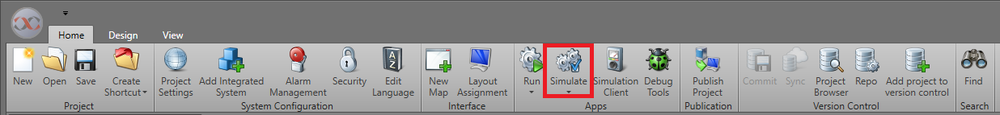 Home Design View
New Open Save Create Shortcut Project Settings Add Integrated System Alarm Management Security Edit Language New Map Layout Assignment Run Simulate Simulation Client Debug Tools Publish Project Commit Sync Project Browser Repo Add project to version control Find
Project System Configuration Interface Apps Publication Version Control Search